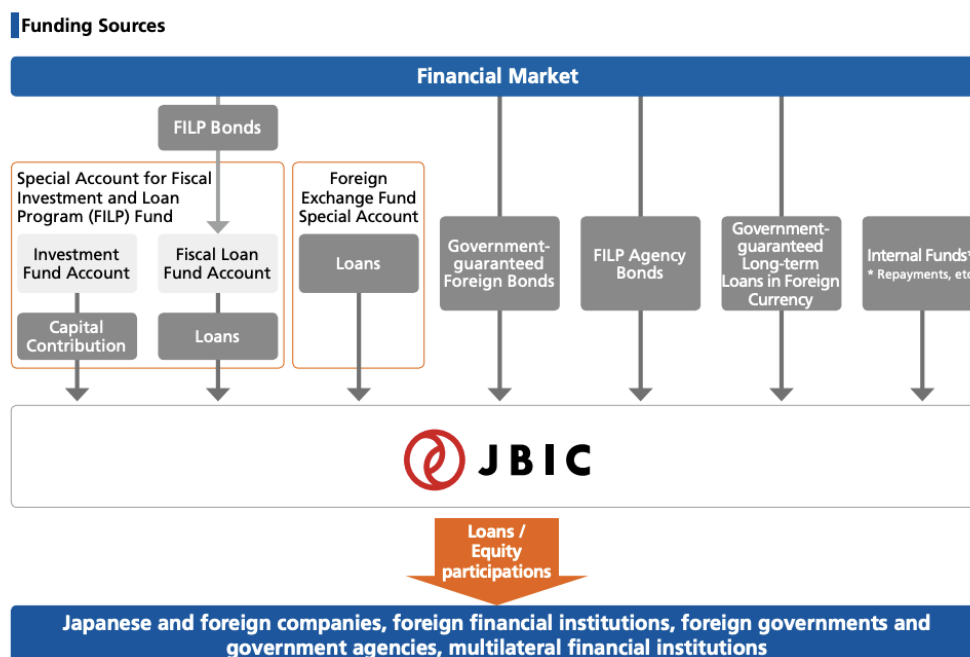 Funding Sources
Financial Market
FILP Bonds
Special Account for Fiscal
Investment and Loan
Program (FILP) Fund
Investment
Fund Account
Fiscal Loan
Fund Account
Capital
Contribution
Loans
Foreign
Exchange Fund
Special Account
Loans
Government-
guaranteed
Foreign Bonds
FILP Agency
Bonds
Government-
guaranteed
Long-term
Loans in Foreign
Currency
Internal Funds*
* Repayments, etc
JBIC
Loans /
Equity
participations
Japanese and foreign companies, foreign financial institutions, foreign governments and
government agencies, multilateral financial institutions